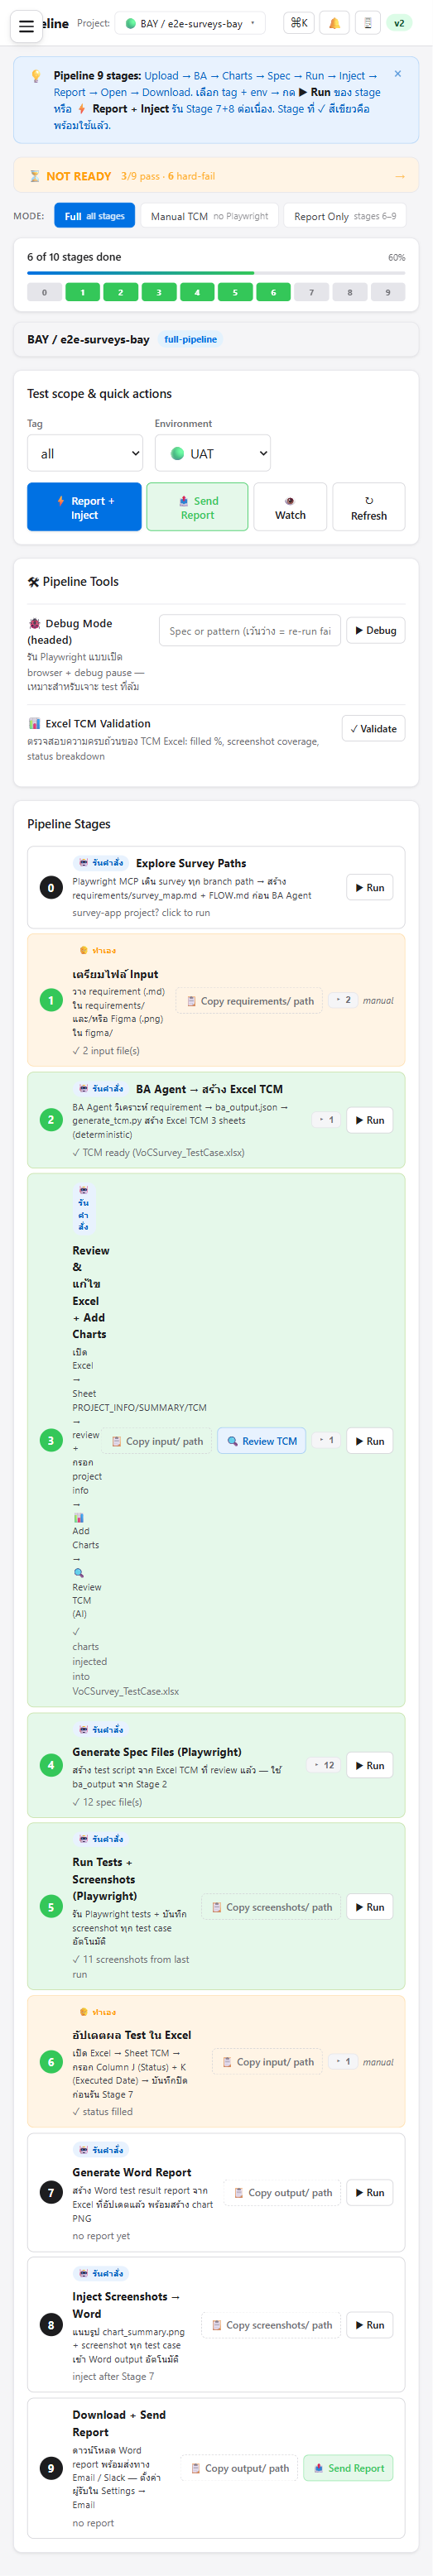 eline Project: BAY / e2e-surveys-bay ⌘K v2
💡 Pipeline 9 stages: Upload → BA → Charts → Spec → Run → Inject → ×
Report → Open → Download. เลือก tag + env → กด ▶ Run ของ stage
หรือ ⚡ Report + Inject รัน Stage 7+8 ต่อเนื่อง. Stage ที่ ✓ สีเขียวคือ
พร้อมใช้แล้ว.
⏳ NOT READY 3/9 pass · 6 hard-fail →
MODE: Full all stages Manual TCM no Playwright Report Only stages 6–9
6 of 10 stages done 60%
0 1 2 3 4 5 6 7 8 9
BAY / e2e-surveys-bay full-pipeline
Test scope & quick actions
Tag Environment
all UAT
⚡ Report +
Inject
📤 Send
Report
👁 Watch
↻
Refresh
🛠 Pipeline Tools
🐞 Debug Mode
(headed)
รัน Playwright แบบเปิด
browser + debug pause —
เหมาะสำหรับเจาะ test ที่ล้ม
Spec or pattern (เว้นว่าง = re-run fai
▶ Debug
📊 Excel TCM Validation
ตรวจสอบความครบถ้วนของ TCM Excel: filled %, screenshot coverage,
status breakdown
✓ Validate
Pipeline Stages
0
รันคำสั่ง Explore Survey Paths
Playwright MCP เดิน survey ทุก branch path → สร้าง
requirements/survey_map.md + FLOW.md ก่อน BA Agent
survey-app project? click to run
▶ Run
1
ทำเอง
เตรียมไฟล์ Input
วาง requirement (.md)
ใน requirements/
และ/หรือ Figma (.png)
ใน figma/
✓ 2 input file(s)
📋 Copy requirements/ path
2
manual
2
รันคำสั่ง BA Agent → สร้าง Excel TCM
BA Agent วิเคราะห์ requirement → ba_output.json →
generate_tcm.py สร้าง Excel TCM 3 sheets
(deterministic)
✓ TCM ready (VoCSurvey_TestCase.xlsx)
1
▶ Run
3
รัน
คำ
สั่ง
Review
&
แก้ไข
Excel
+ Add
Charts
เปิด
Excel
→
Sheet
PROJECT_INFO/SUMMARY/TCM
→
review
+
กรอก
project
info
→
📊
Add
Charts
→
🔍
Review
TCM
(AI)
✓
charts
injected
into
VoCSurvey_TestCase.xlsx
📋 Copy input/ path
🔍 Review TCM
1
▶ Run
4
รันคำสั่ง
Generate Spec Files (Playwright)
สร้าง test script จาก Excel TCM ที่ review แล้ว — ใช้
ba_output จาก Stage 2
✓ 12 spec file(s)
12
▶ Run
5
รันคำสั่ง
Run Tests +
Screenshots
(Playwright)
รัน Playwright tests + บันทึก
screenshot ทุก test case
อัตโนมัติ
✓ 11 screenshots from last
run
📋 Copy screenshots/ path
▶ Run
6
ทำเอง
อัปเดตผล Test ใน Excel
เปิด Excel → Sheet TCM →
กรอก Column J (Status) + K
(Executed Date) → บันทึกปิด
ก่อนรัน Stage 7
✓ status filled
📋 Copy input/ path
1
manual
7
รันคำสั่ง
Generate Word Report
สร้าง Word test result report จาก
Excel ที่อัปเดตแล้ว พร้อมสร้าง chart
PNG
no report yet
📋 Copy output/ path
▶ Run
8
รันคำสั่ง
Inject Screenshots →
Word
แนบรูป chart_summary.png
+ screenshot ทุก test case
เข้า Word output อัตโนมัติ
inject after Stage 7
📋 Copy screenshots/ path
▶ Run
9
Download + Send
Report
ดาวน์โหลด Word
report พร้อมส่งทาง
Email / Slack — ตั้งค่า
ผู้รับใน Settings →
Email
no report
📋 Copy output/ path
📤 Send Report